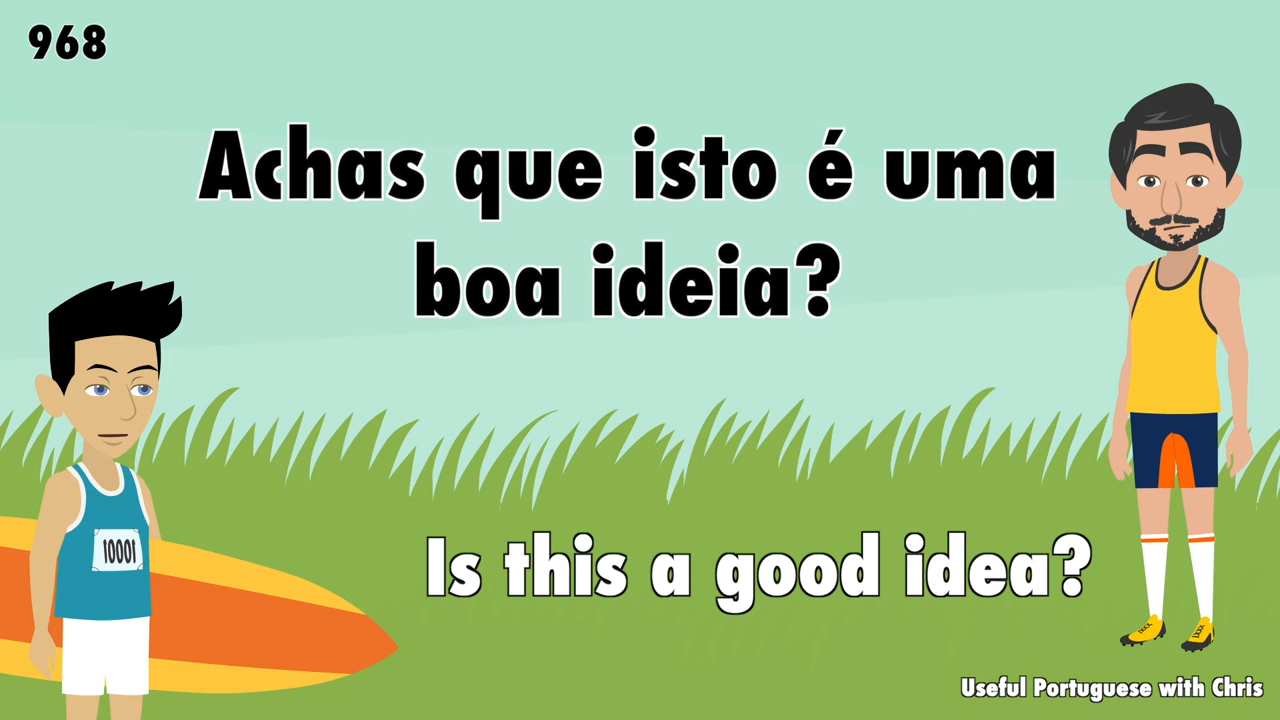 968
Achas que isto é uma
boa ideia?
10001
Is this a good idea?
Useful Portuguese with Chris